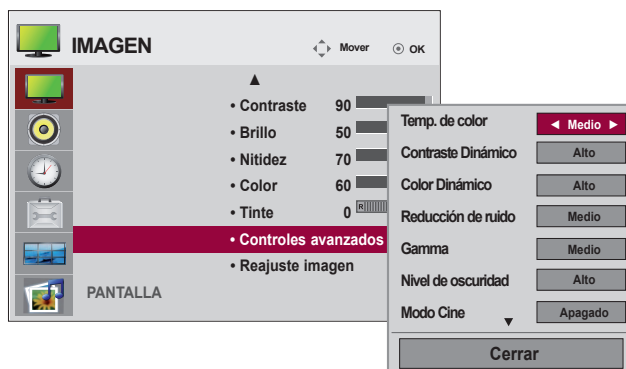 IMAGEN
Mover
OK
• Contraste 90
• Brillo 50
• Nitidez 70
• Color 60
• Tinte 0 R
• Controles avanzados
• Reajuste imagen
PANTALLA
Temp. de color ◄ Medio ►
Contraste Dinámico Alto
Color Dinámico Alto
Reducción de ruido Medio
Gamma Medio
Nivel de oscuridad Alto
Modo Cine Apagado
Cerrar